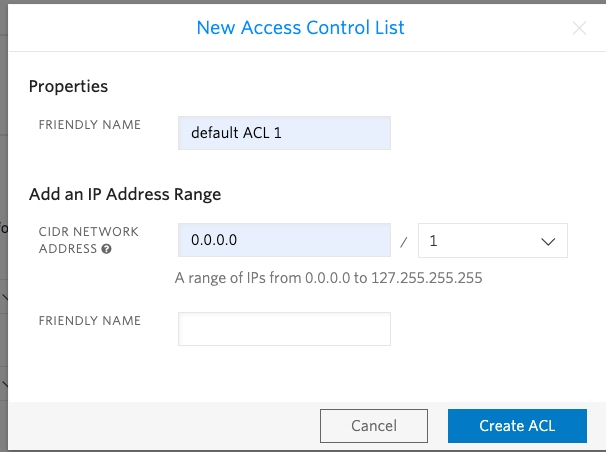 New Access Control List
Properties
FRIENDLY NAME
default ACL 1
Add an IP Address Range
CIDR NETWORK
ADDRESS ?
0.0.0.0 / 1
A range of IPs from 0.0.0.0 to 127.255.255.255
FRIENDLY NAME
Cancel
Create ACL